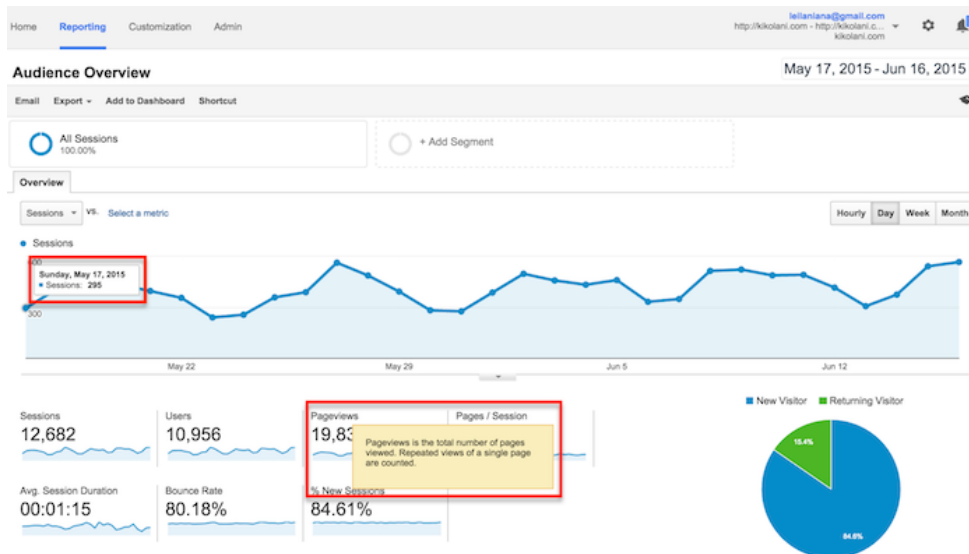 Home Reporting Customization Admin
leilaniana@gmail.com
http://kikolani.com - http://kikolani.c...
kikolani.com
Audience Overview
May 17, 2015 - Jun 16, 2015
Email Export Add to Dashboard Shortcut
All Sessions
100.00%
+ Add Segment
Overview
Sessions VS. Select a metric
Hourly Day Week Month
Sessions
600
Sunday, May 17, 2015
Sessions: 295
300
May 22 May 29 Jun 5 Jun 12
Sessions Users Pageviews Pages / Session
12,682 10,956 19,83
Pageviews is the total number of pages
viewed. Repeated views of a single page
are counted.
Avg. Session Duration Bounce Rate % New Sessions
00:01:15 80.18% 84.61%
New Visitor Returning Visitor
15.4%
84.6%